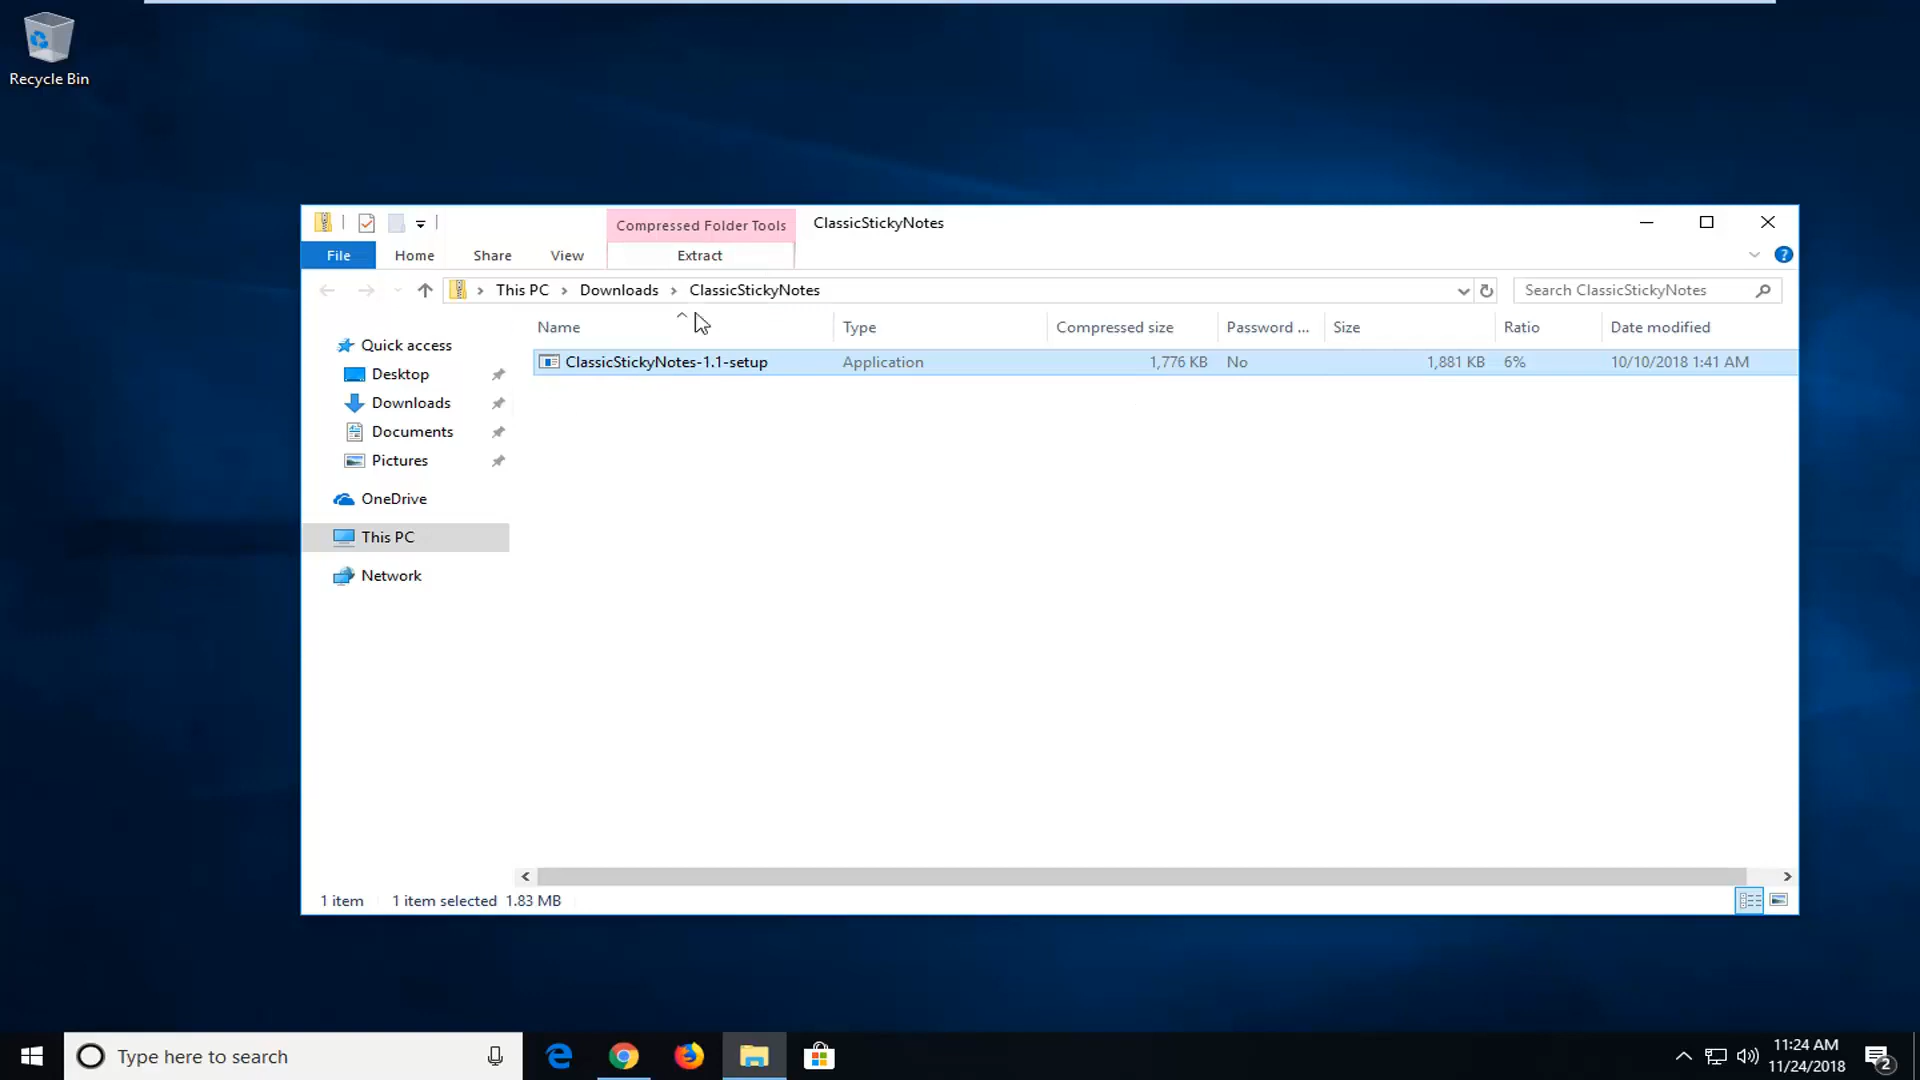 Recycle Bin
Compressed Folder Tools
ClassicStickyNotes
File
Home
Share
View
Extract
This PC
Downloads
ClassicStickyNotes
Search ClassicStickyNotes
Name
Type
Compressed size
Password ...
Size
Ratio
Date modified
ClassicStickyNotes-1.1-setup
Application
1,776 KB
No
1,881 KB
6%
10/10/2018 1:41 AM
Quick access
Desktop
Downloads
Documents
Pictures
OneDrive
This PC
Network
1 item
1 item selected 1.83 MB
Type here to search
11:24 AM
11/24/2018
2